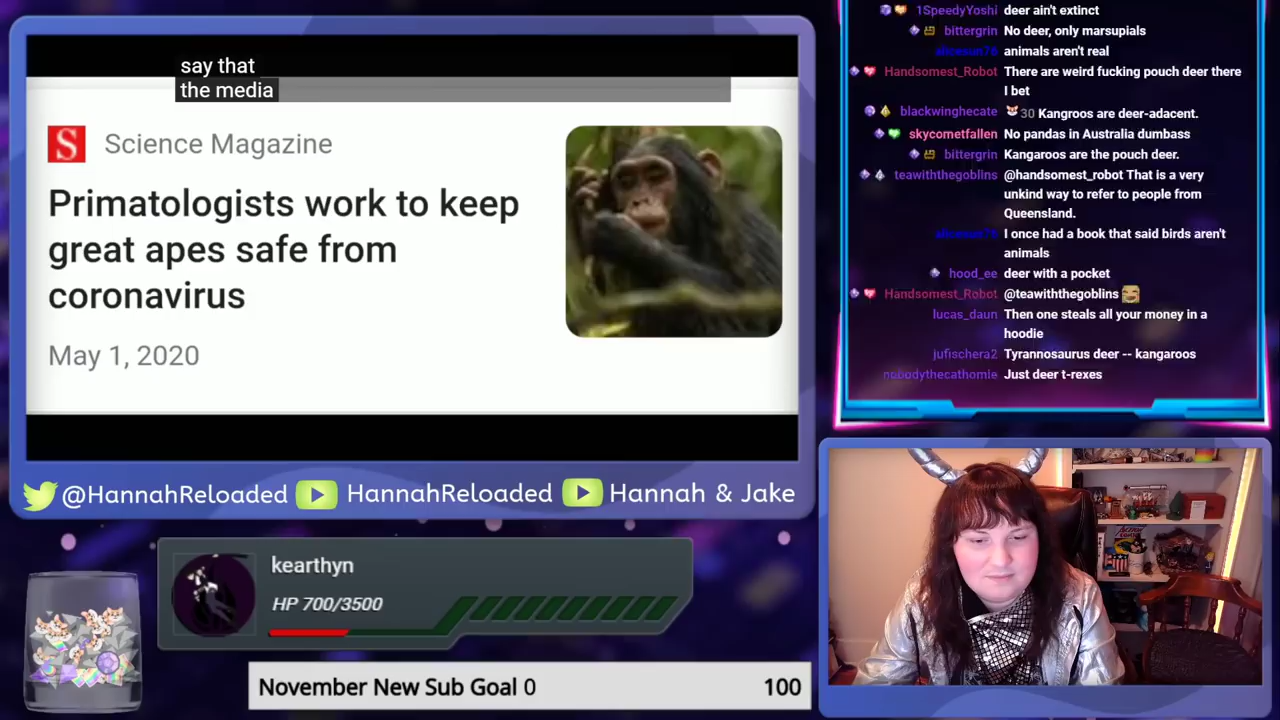 say that
the media
S Science Magazine
Primatologists work to keep
great apes safe from
coronavirus
May 1, 2020
@HannahReloaded HannahReloaded Hannah & Jake
kearthyn
HP 700/3500
November New Sub Goal 0 100
1SpeedyYoshi deer ain't extinct
bittergrin No deer, only marsupials
animals aren't real
Handsomest_Robot There are weird fucking pouch deer there
I bet
blackwinghecate 30 Kangroos are deer-adacent.
skycometfallen No pandas in Australia dumbass
bittergrin Kangaroos are the pouch deer.
teawiththegoblins @handsomest_robot That is a very
unkind way to refer to people from
Queensland.
I once had a book that said birds aren't
animals
hood_ee deer with a pocket
Handsomest_Robot @teawiththegoblins
lucas_daun Then one steals all your money in a
hoodie
jufischera2 Tyrannosaurus deer -- kangaroos
nobodythecathomie Just deer t-rexes